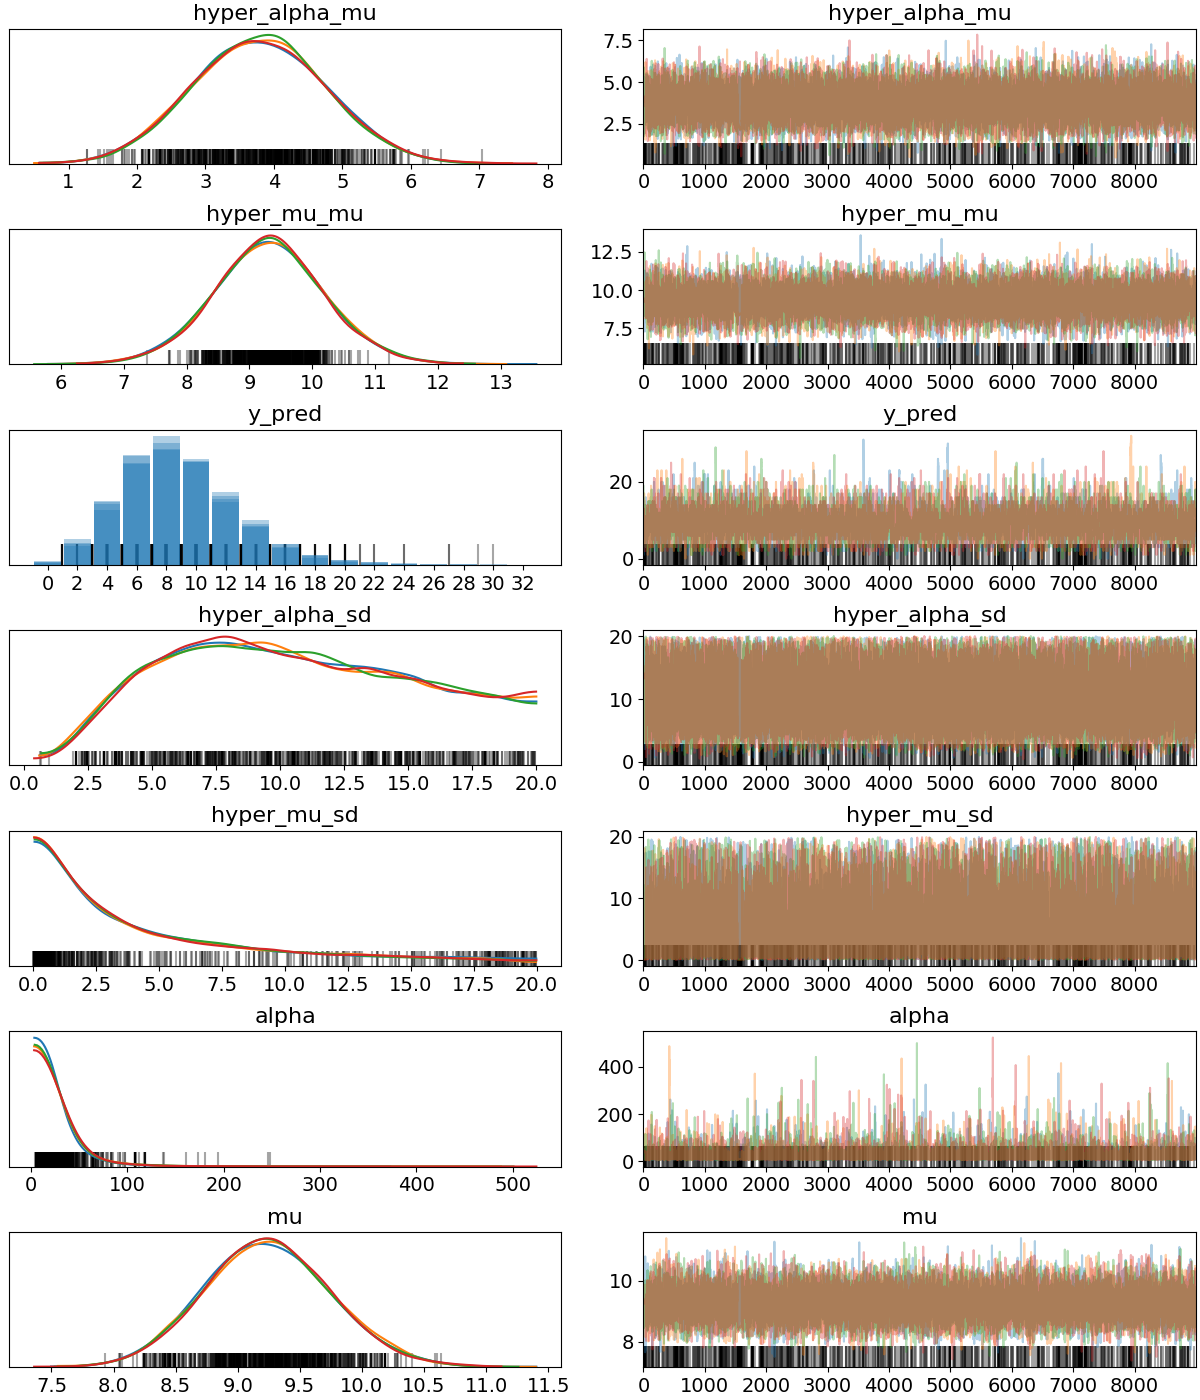 hyper_alpha_mu hyper_alpha_mu
7.5
5.0
2.5
1 2 3 4 5 6 7 8 0 1000 2000 3000 4000 5000 6000 7000 8000
hyper_mu_mu hyper_mu_mu
12.5
10.0
7.5
6 7 8 9 10 11 12 13 0 1000 2000 3000 4000 5000 6000 7000 8000
y_pred y_pred
20
0
0 2 4 6 8 10 12 14 16 18 20 22 24 26 28 30 32 0 1000 2000 3000 4000 5000 6000 7000 8000
hyper_alpha_sd hyper_alpha_sd
20
10
0
0.0 2.5 5.0 7.5 10.0 12.5 15.0 17.5 20.0 0 1000 2000 3000 4000 5000 6000 7000 8000
hyper_mu_sd hyper_mu_sd
20
10
0
0.0 2.5 5.0 7.5 10.0 12.5 15.0 17.5 20.0 0 1000 2000 3000 4000 5000 6000 7000 8000
alpha alpha
400
200
0
0 100 200 300 400 500 0 1000 2000 3000 4000 5000 6000 7000 8000
mu mu
10
8
7.5 8.0 8.5 9.0 9.5 10.0 10.5 11.0 11.5 0 1000 2000 3000 4000 5000 6000 7000 8000